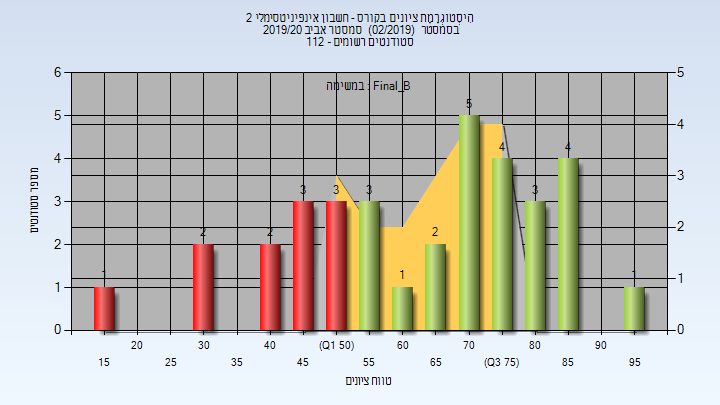 היסטוגרמת ציונים בקורס - חשבון אינפיניטסימלי 2
בסמסטר (02/2019) סמסטר אביב 2019/20
סטודנטים רשומים - 112
במשימה : Final_B
מספר סטודנטים
6 5 4 3 2 1 0
5 4 3 2 1 0
1 2 2 3 3 3 1 2 5 4 3 4 1
20 30 40 (Q1 50) 60 70 80 90
15 25 35 45 55 65 (Q3 75) 85 95
טווח ציונים